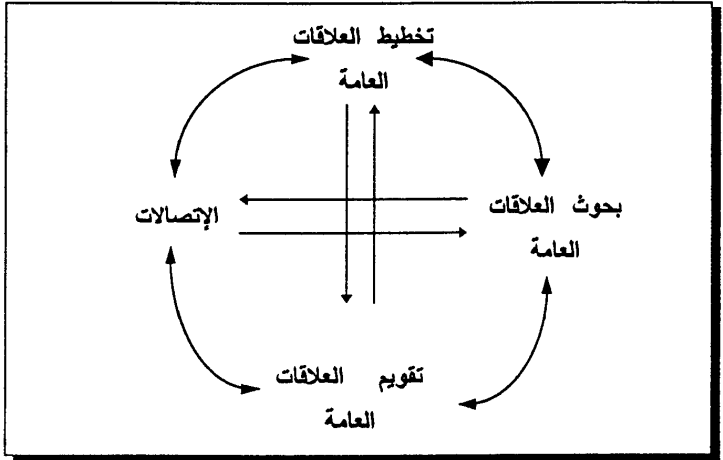 تخطيط العلاقات
العامة
بحوث العلاقات
العامة
الإتصالات
تقويم العلاقات
العامة